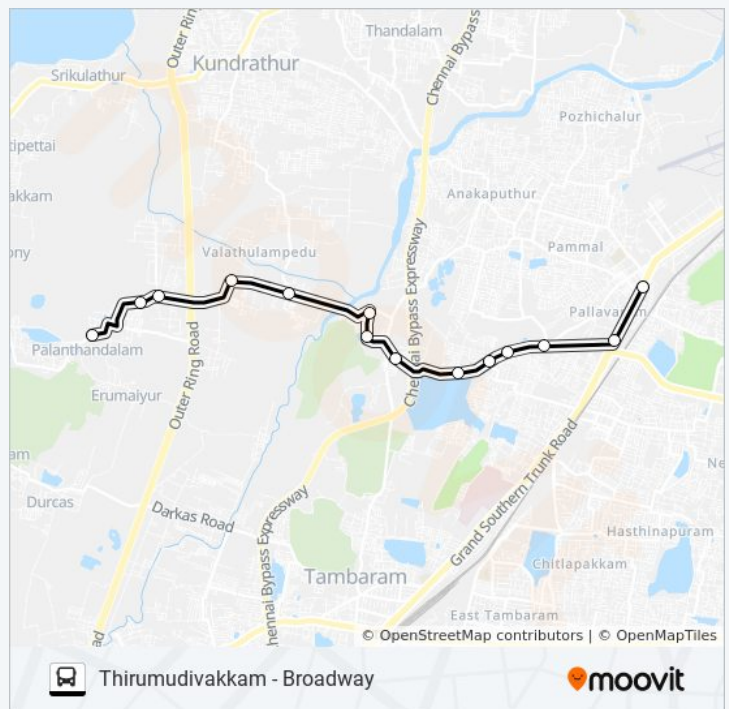 Outer Ring
Thandalam
Kundrathur
Srikulathur
Chennai Bypass
Pozhichalur
ipettai
akkam
Anakaputhur
ony
Valathulampedu
Pammal
Chennai Bypass Expressway
Pallavaram
Palanthandalam
Outer Ring Road
Erumaiyur
am
Durcas
Darkas Road
Chennai Bypass Expressway
Grand Southern Trunk Road
Ne
Hasthinapuram
Chitlapakkam
Tambaram
East Tambaram
ad
© OpenStreetMap contributors | © OpenMapTiles
Thirumudivakkam - Broadway
moovit